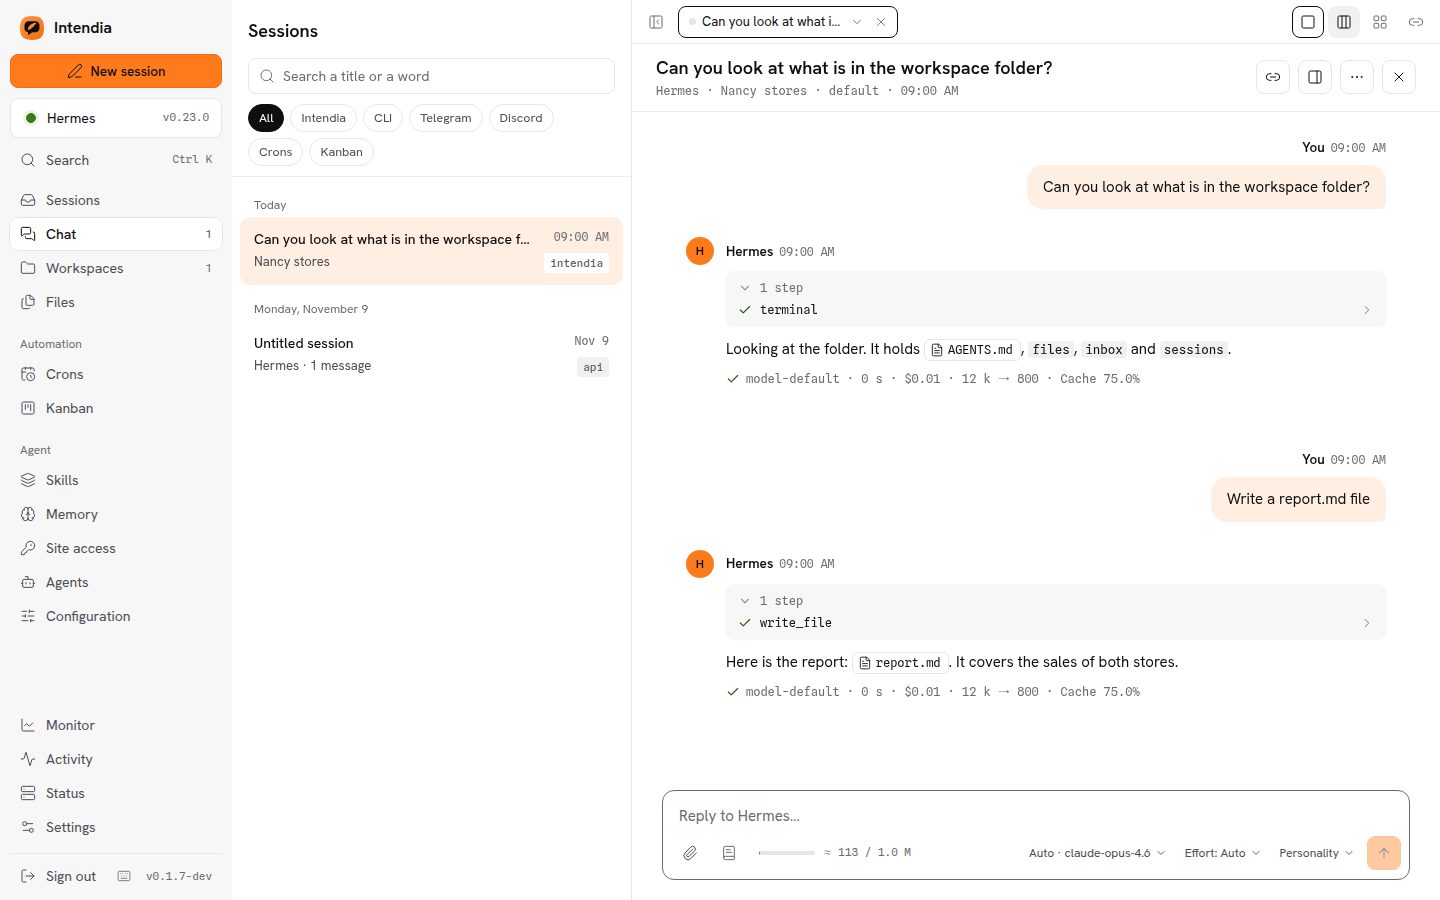 Intendia
New session
Hermes v0.23.0
Search Ctrl K
Sessions
Chat 1
Workspaces 1
Files
Automation
Crons
Kanban
Agent
Skills
Memory
Site access
Agents
Configuration
Monitor
Activity
Status
Settings
Sign out v0.1.7-dev
Sessions
Search a title or a word
All Intendia CLI Telegram Discord
Crons Kanban
Today
Can you look at what is in the workspace f... 09:00 AM
Nancy stores intendia
Monday, November 9
Untitled session Nov 9
Hermes · 1 message api
Can you look at what i...
Can you look at what is in the workspace folder?
Hermes · Nancy stores · default · 09:00 AM
You 09:00 AM
Can you look at what is in the workspace folder?
H Hermes 09:00 AM
1 step
terminal
Looking at the folder. It holds AGENTS.md, files, inbox and sessions.
model-default · 0 s · $0.01 · 12 k → 800 · Cache 75.0%
You 09:00 AM
Write a report.md file
H Hermes 09:00 AM
1 step
write_file
Here is the report: report.md. It covers the sales of both stores.
model-default · 0 s · $0.01 · 12 k → 800 · Cache 75.0%
Reply to Hermes...
≈ 113 / 1.0 M Auto · claude-opus-4.6 Effort: Auto Personality